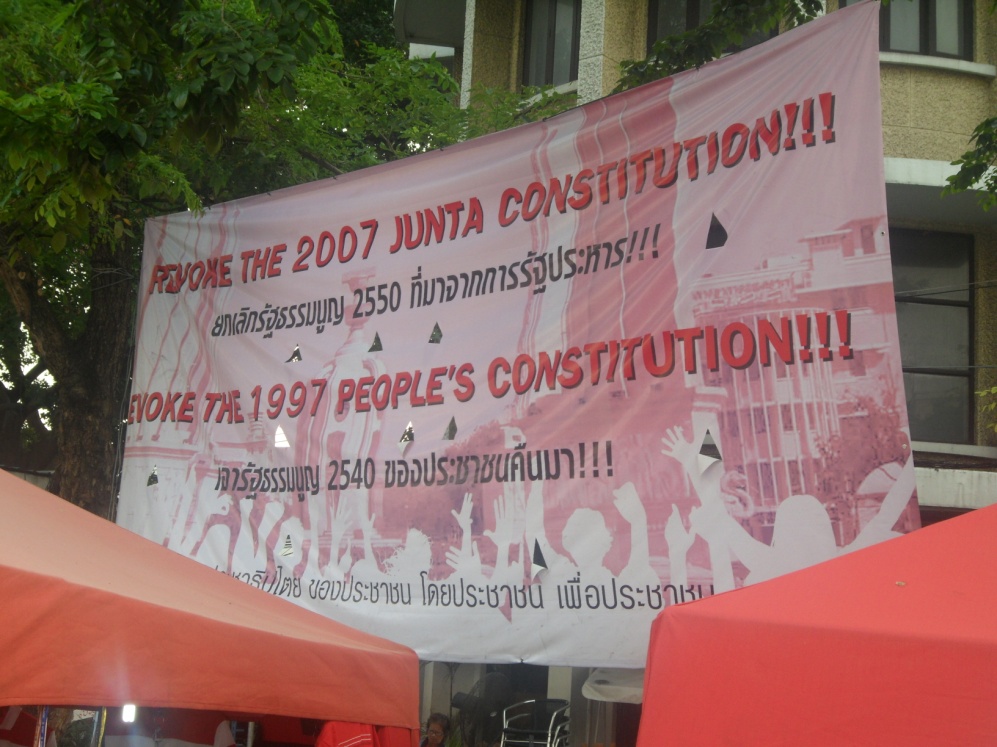 REVOKE THE 2007 JUNTA CONSTITUTION!!!
ยกเลิกรัฐธรรมนูญ 2550 ที่มาจากการรัฐประหาร!!!
EVOKE THE 1997 PEOPLE'S CONSTITUTION!!!
เอารัฐธรรมนูญ 2540 ของประชาชนคืนมา!!!
ของประชาชน โดยประชาชน เพื่อประชาชน